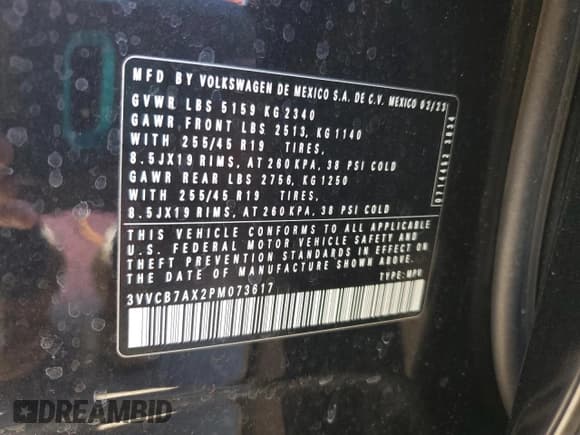 MFD BY VOLKSWAGEN DE MEXICO S.A. DE C.V. MEXICO 03/23
GVWR LBS 5159 KG 2340
GAWR FRONT LBS 2513, KG 1140
WITH 255/45 R19 TIRES,
8.5JX19 RIMS, AT 260 KPA, 38 PSI COLD
GAWR REAR LBS 2756, KG 1250
WITH 255/45 R19 TIRES,
8.5JX19 RIMS, AT 260 KPA, 38 PSI COLD
THIS VEHICLE CONFORMS TO ALL APPLICABLE
U.S. FEDERAL MOTOR VEHICLE SAFETY AND
THEFT PREVENTION STANDARDS IN EFFECT ON
THE DATE OF MANUFACTURE SHOWN ABOVE.
3VVCB7AX2PM073617 TYPE: MPV
DREAMBID